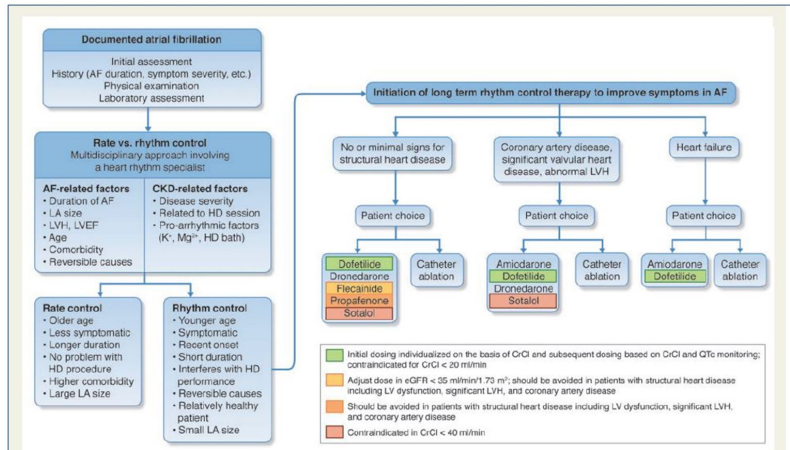 Documented atrial fibrillation
Initial assessment
History (AF duration, symptom severity, etc.)
Physical examination
Laboratory assessment
Rate vs. rhythm control
Multidisciplinary approach involving
a heart rhythm specialist
AF-related factors
• Duration of AF
• LA size
• LVH, LVEF
• Age
• Comorbidity
• Reversible causes
CKD-related factors
• Disease severity
• Related to HD session
• Pro-arrhythmic factors
(K⁺, Mg²⁺, HD bath)
Rate control
• Older age
• Less symptomatic
• Longer duration
• No problem with
HD procedure
• Higher comorbidity
• Large LA size
Rhythm control
• Younger age
• Symptomatic
• Recent onset
• Short duration
• Interferes with HD
performance
• Reversible causes
• Relatively healthy
patient
• Small LA size
Initiation of long term rhythm control therapy to improve symptoms in AF
No or minimal signs for
structural heart disease
Patient choice
Dofetilide
Dronedarone
Flecainide
Propafenone
Sotalol
Catheter
ablation
Coronary artery disease,
significant valvular heart
disease, abnormal LVH
Patient choice
Amiodarone
Dofetilide
Dronedarone
Sotalol
Catheter
ablation
Heart failure
Patient choice
Amiodarone
Dofetilide
Catheter
ablation
Initial dosing individualized on the basis of CrCl and subsequent dosing based on CrCl and QTc monitoring;
contraindicated for CrCl < 20 ml/min
Adjust dose in eGFR < 35 ml/min/1.73 m²; should be avoided in patients with structural heart disease
including LV dysfunction, significant LVH, and coronary artery disease
Should be avoided in patients with structural heart disease including LV dysfunction, significant LVH,
and coronary artery disease
Contraindicated in CrCl < 40 ml/min